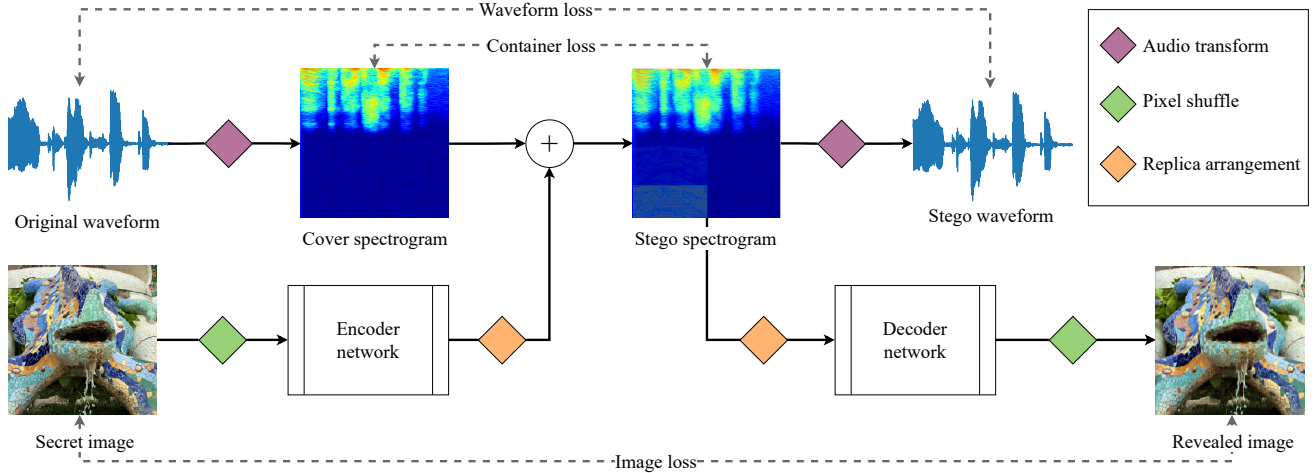 Waveform loss
Container loss
Audio transform
Pixel shuffle
Replica arrangement
+
Original waveform
Cover spectrogram
Stego spectrogram
Stego waveform
Encoder
network
Decoder
network
Secret image
Revealed image
Image loss